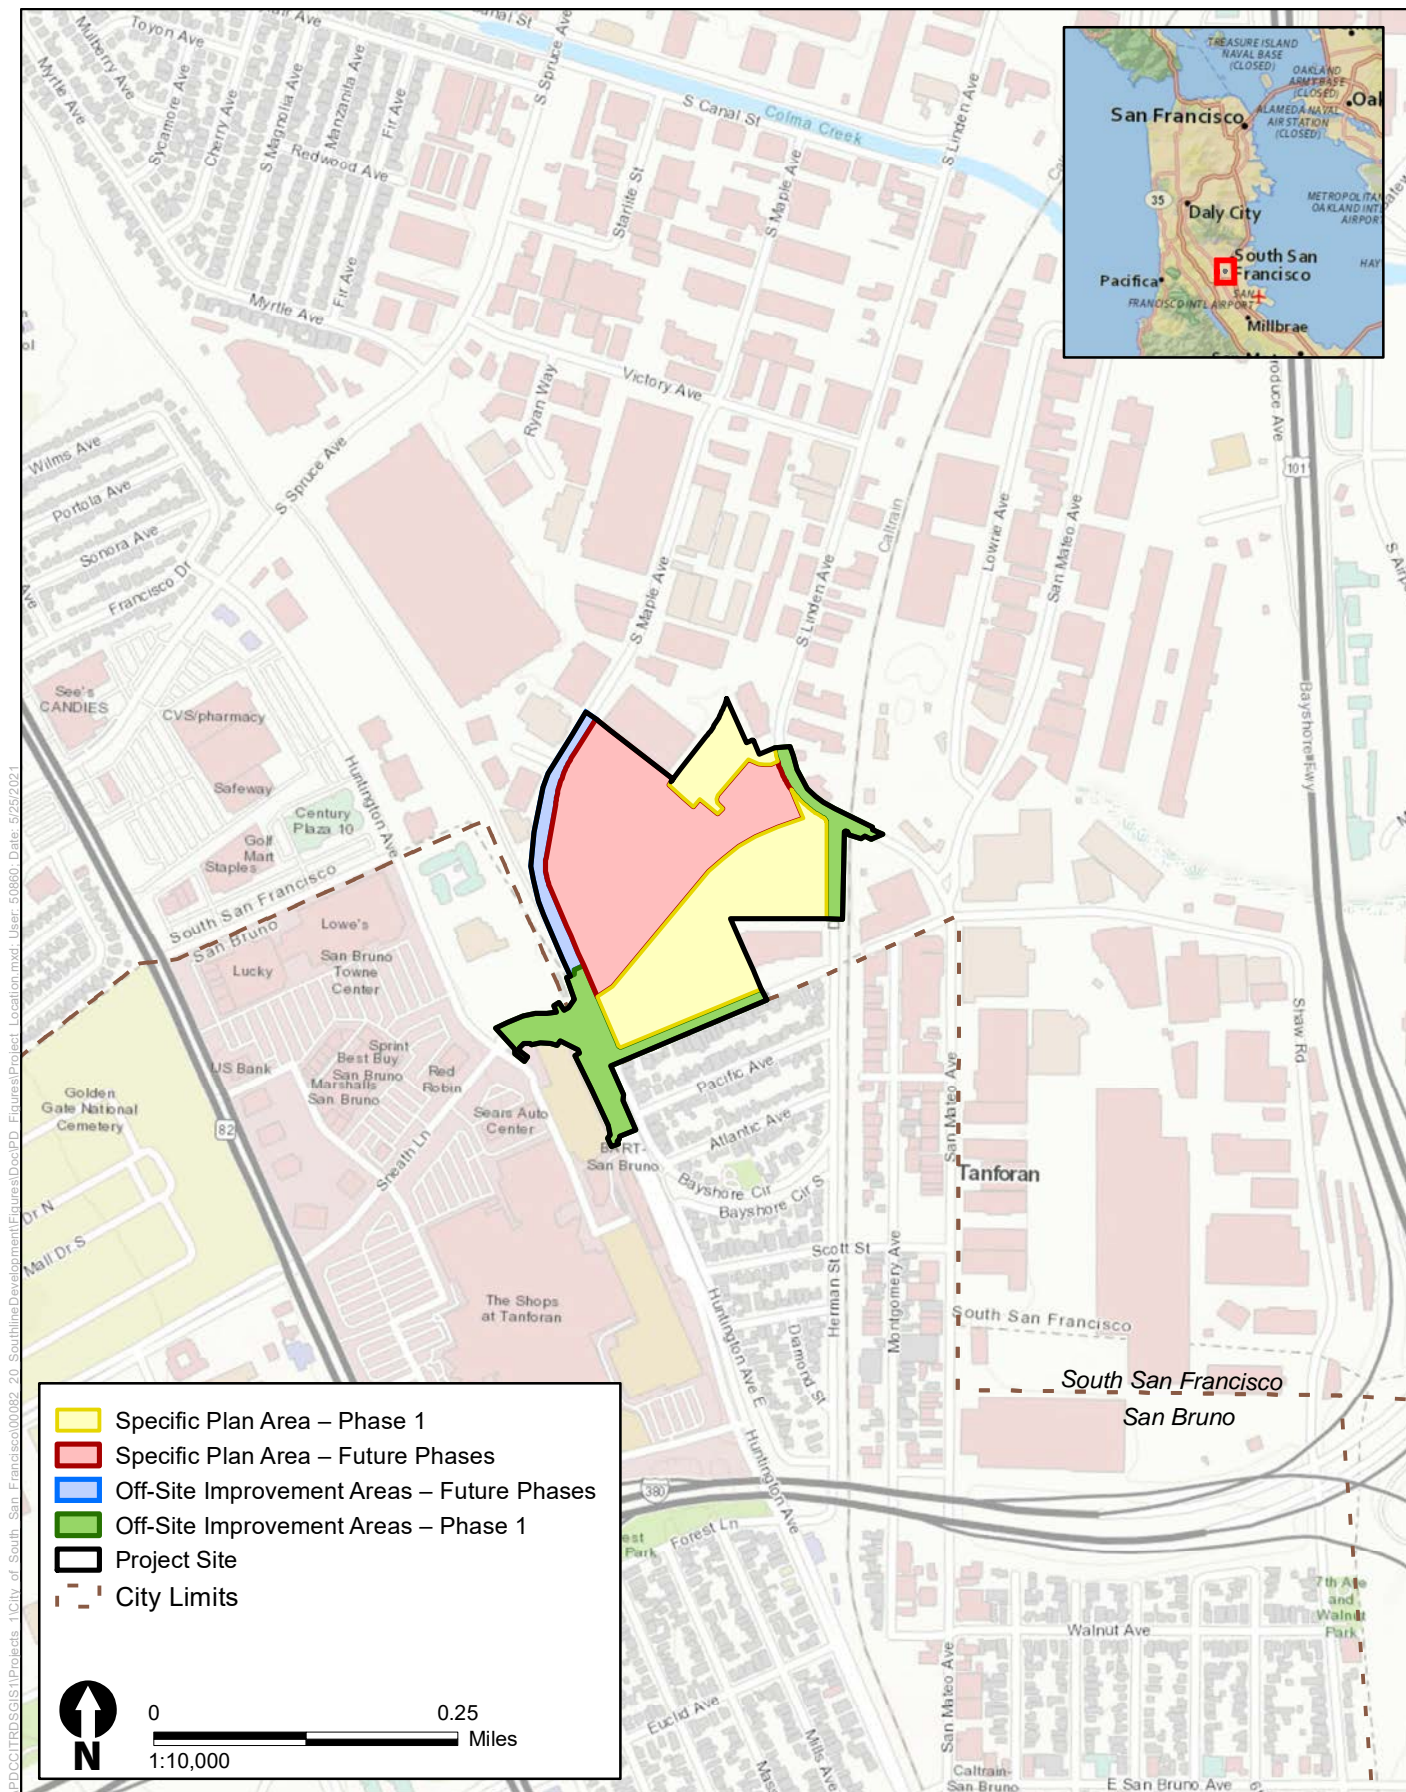 Canal St
Toyon Ave
Mulberry Ave
Myrtle Ave
Sycamore Ave
Cherry Ave
S Magnolia Ave
Manzanita Ave
Fir Ave
Redwood Ave
S Spruce Ave
S Canal St
Colma Creek
S Linden Ave
S Maple Ave
Starlite St
Fir Ave
Myrtle Ave
Victory Ave
Ryan Way
S Spruce Ave
Wilms Ave
Portola Ave
Sonora Ave
Francisco Dr
S Maple Ave
S Linden Ave
Caltrain
Lowrie Ave
San Mateo Ave
101
Bayshore Fwy
TREASURE ISLAND
NAVAL BASE
(CLOSED)
OAKLAND
ARMY BASE
(CLOSED)
San Francisco
ALAMEDA NAVAL
AIR STATION
(CLOSED)
35
Daly City
South San
Francisco
Pacifica
SAN
FRANCISCO INTL AIRPORT
Millbrae
See's
CANDIES
CVS/pharmacy
Safeway
Century
Plaza 10
Golf
Mart
Staples
Huntington Ave
South San Francisco
San Bruno
Lowe's
Lucky
San Bruno
Towne
Center
Sprint
Best Buy
San Bruno
Marshalls
San Bruno
Red
Robin
US Bank
Sears Auto
Center
Golden
Gate National
Cemetery
82
Sneath Ln
Dr N
Mall Dr S
San Bruno
Pacific Ave
Atlantic Ave
Bayshore Cir
Bayshore Cir S
Scott St
Herman St
Montgomery Ave
San Mateo Ave
Tanforan
Shaw Rd
The Shops
at Tanforan
Huntington Ave E
Diamond St
South San Francisco
South San Francisco
San Bruno
Huntington Ave
380
Forest Ln
Park
7th Ave
and
Walnut
Park
Walnut Ave
San Mateo Ave
Euclid Ave
Mills Ave
Caltrain-
San Bruno
E San Bruno Ave
Specific Plan Area – Phase 1
Specific Plan Area – Future Phases
Off-Site Improvement Areas – Future Phases
Off-Site Improvement Areas – Phase 1
Project Site
City Limits
N
0 0.25
Miles
1:10,000